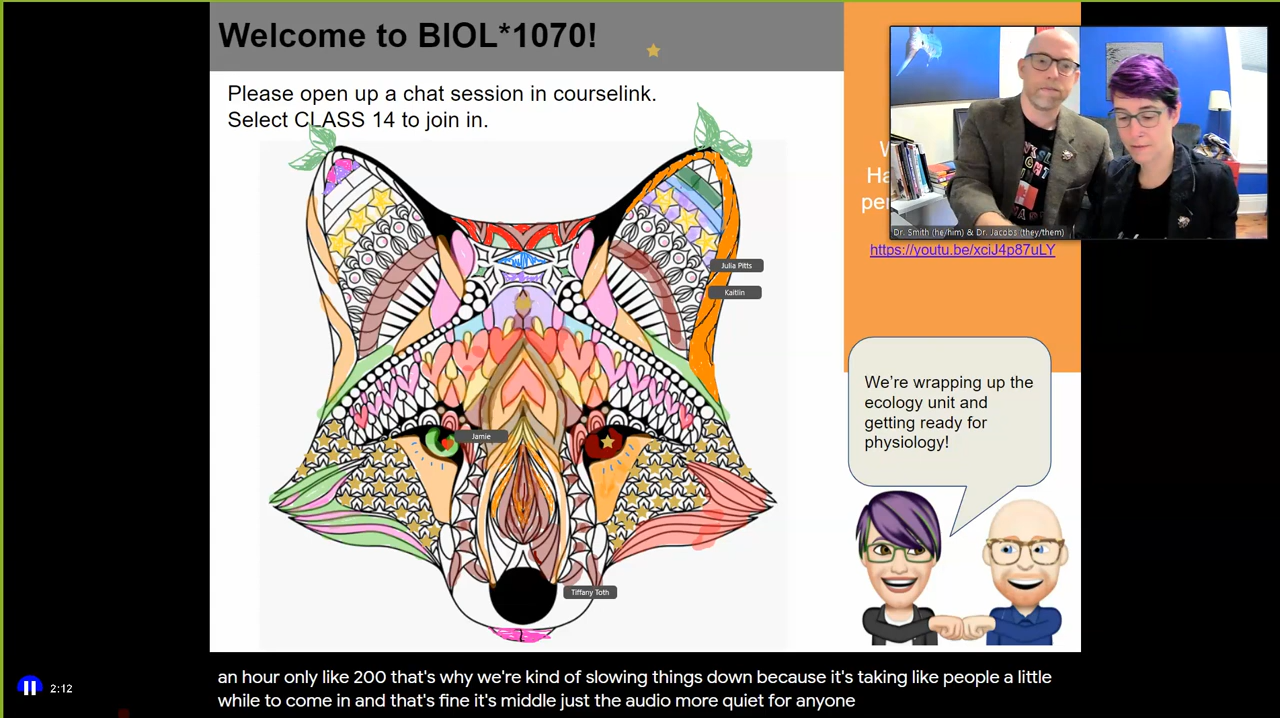 Welcome to BIOL*1070!
Please open up a chat session in courselink.
Select CLASS 14 to join in.
Dr. Smith (he/him) & Dr. Jacobs (they/them)
https://youtu.be/xciJ4p87uLY
Julia Pitts
Kaitlin
Jamie
Tiffany Toth
We're wrapping up the
ecology unit and
getting ready for
physiology!
2:12
an hour only like 200 that's why we're kind of slowing things down because it's taking like people a little
while to come in and that's fine it's middle just the audio more quiet for anyone